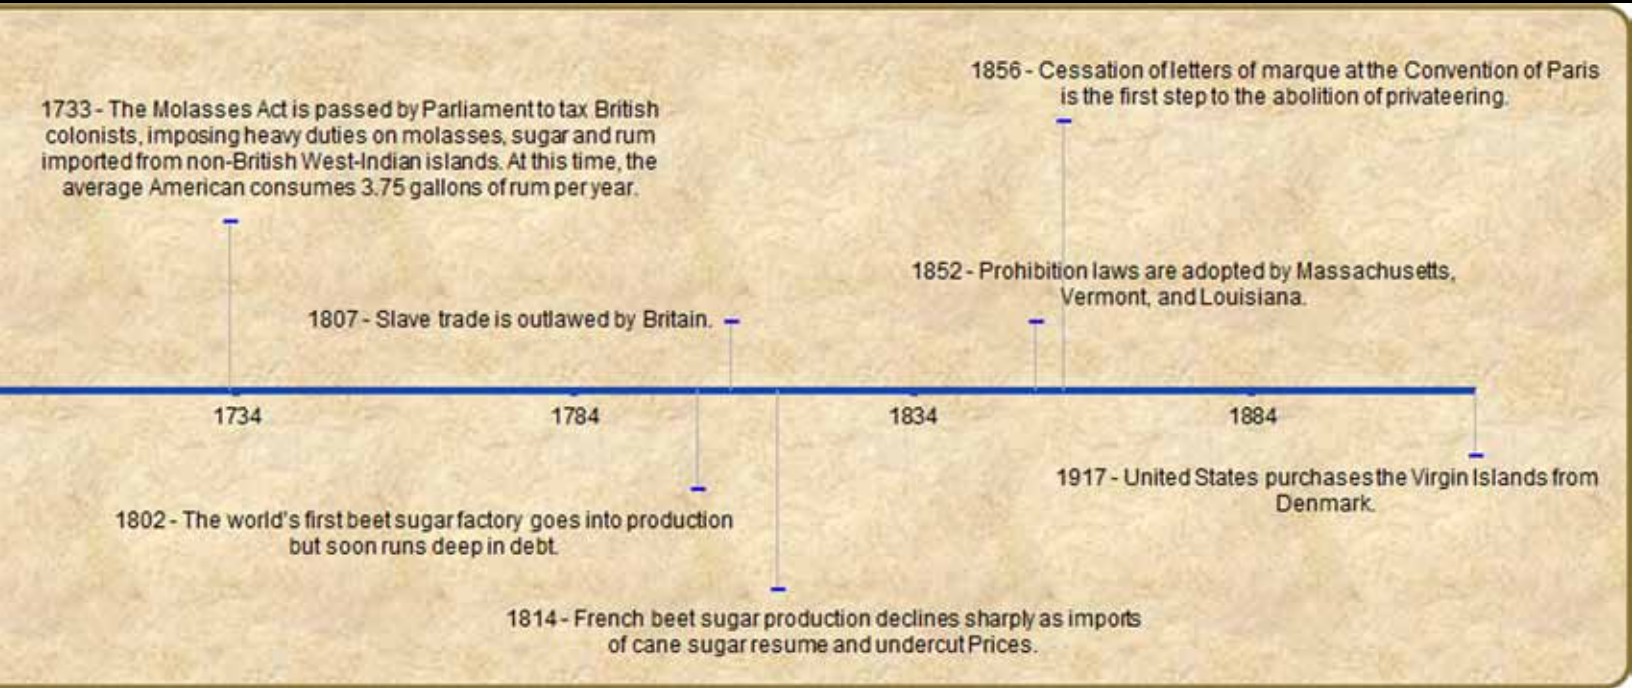 1856 - Cessation of letters of marque at the Convention of Paris
is the first step to the abolition of privateering.
1733 - The Molasses Act is passed by Parliament to tax British
colonists, imposing heavy duties on molasses, sugar and rum
imported from non-British West-Indian islands. At this time, the
average American consumes 3.75 gallons of rum per year.
1852 - Prohibition laws are adopted by Massachusetts,
Vermont, and Louisiana.
1807 - Slave trade is outlawed by Britain.
1734 1784 1834 1884
1917 - United States purchases the Virgin Islands from
Denmark.
1802 - The world's first beet sugar factory goes into production
but soon runs deep in debt.
1814 - French beet sugar production declines sharply as imports
of cane sugar resume and undercut Prices.